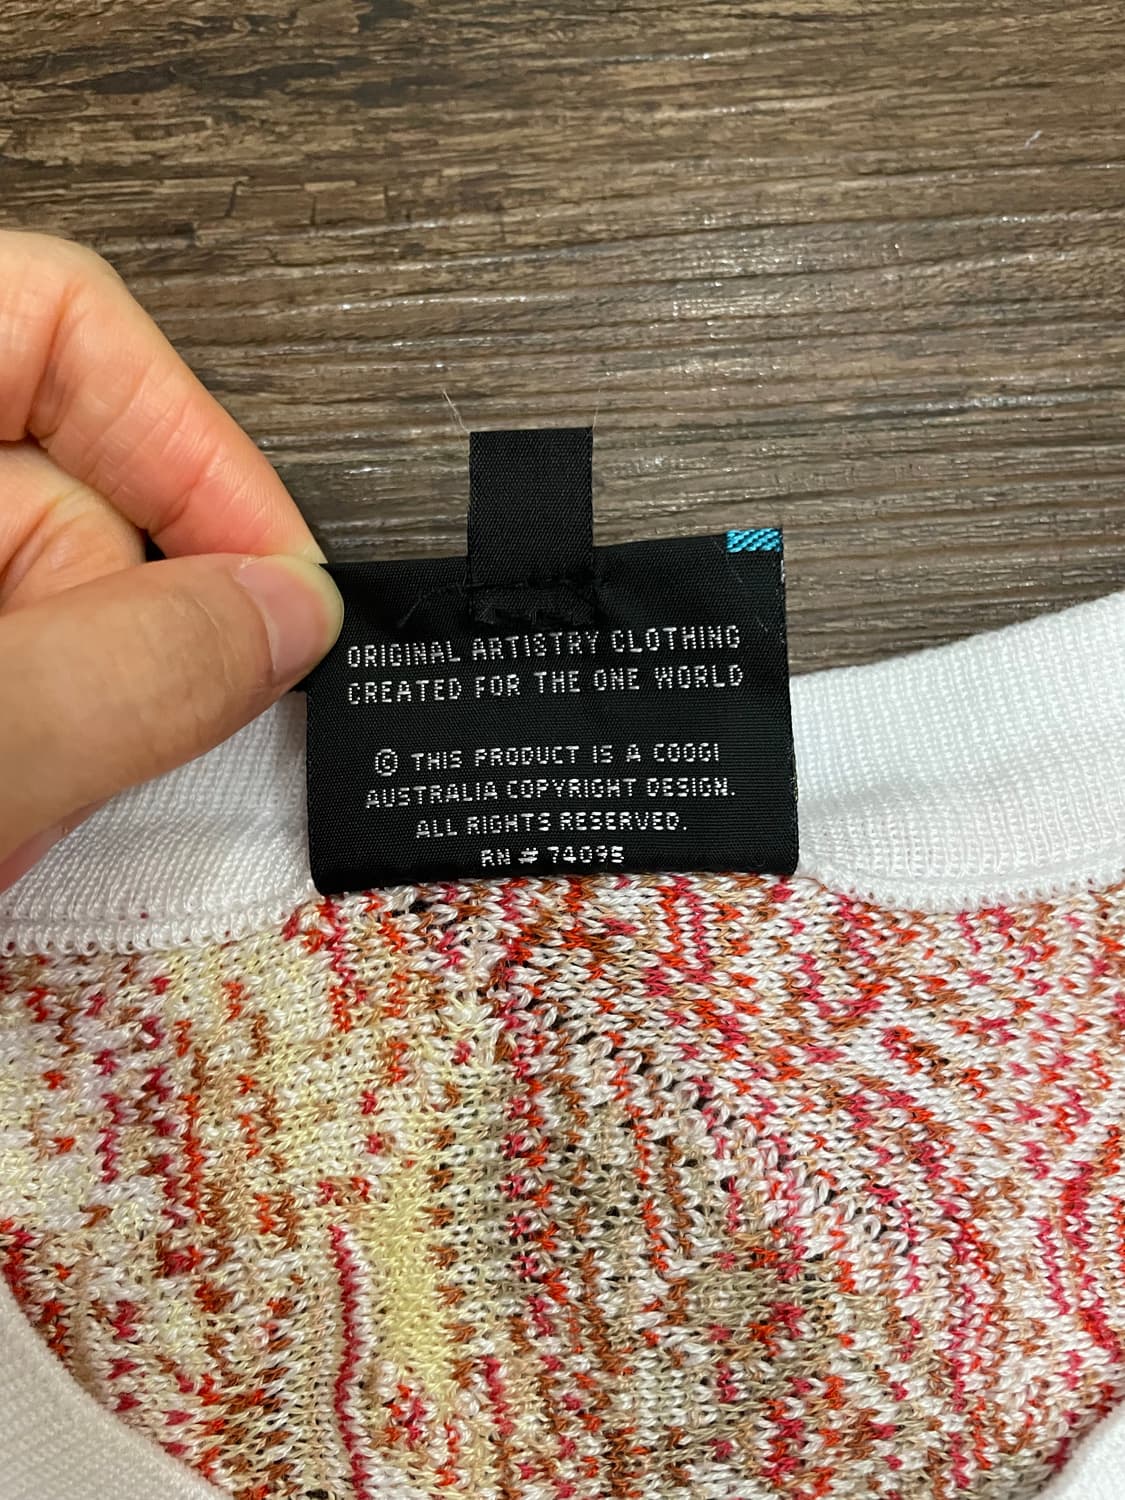 ORIGINAL ARTISTRY CLOTHING
CREATED FOR THE ONE WORLD
© THIS PRODUCT IS A COOGI
AUSTRALIA COPYRIGHT DESIGN.
ALL RIGHTS RESERVED.
RN # 74095